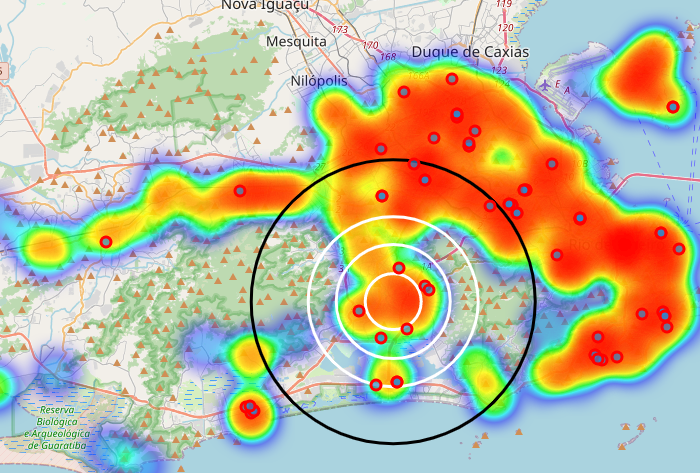 Nova Iguaçu
119
120
173
Mesquita
170
168
Duque de Caxias
123
Nilópolis
E A
Reserva
Biológica
e Arqueológica
de Guaratiba